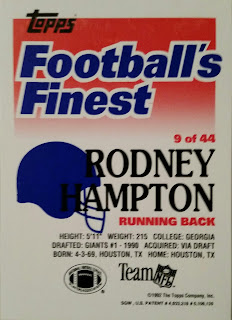 Topps
Football's
Finest
9 of 44
RODNEY
HAMPTON
RUNNING BACK
HEIGHT: 5'11" WEIGHT: 215 COLLEGE: GEORGIA
DRAFTED: GIANTS #1 - 1990 ACQUIRED: VIA DRAFT
BORN: 4-3-69, HOUSTON, TX HOME: HOUSTON, TX
Team NFL
©1992 The Topps Company, Inc.